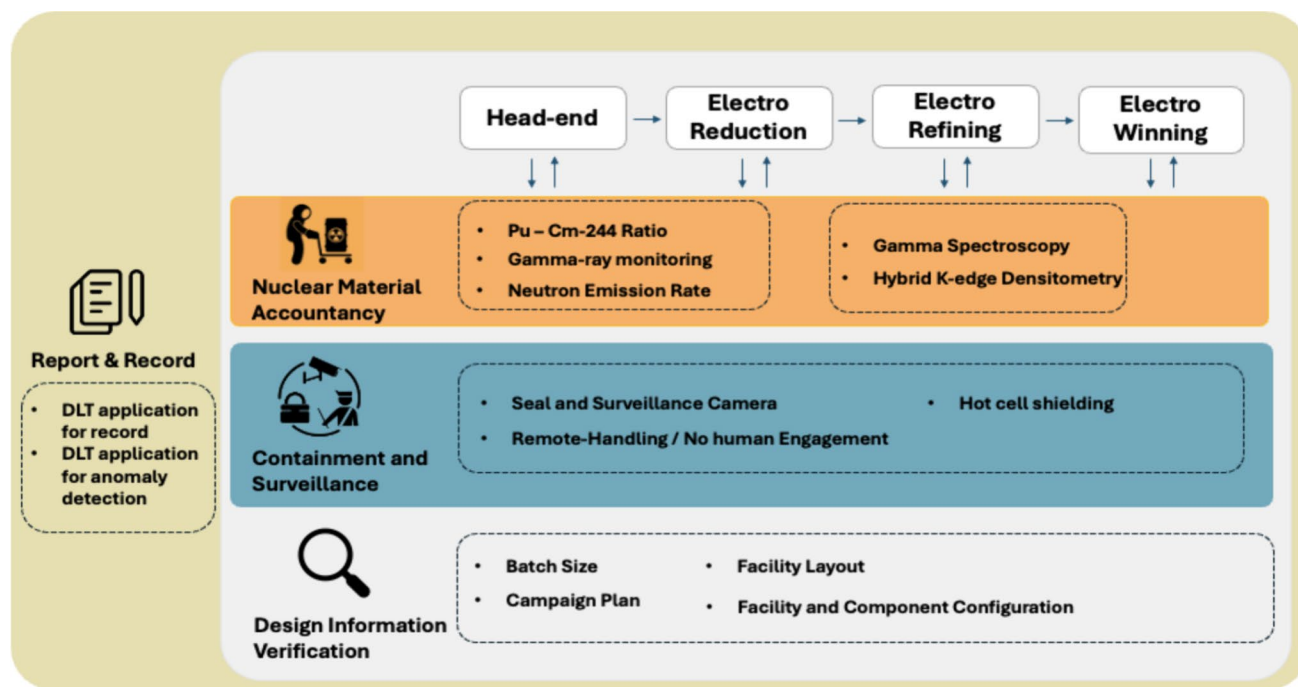 Head-end
Electro
Reduction
Electro
Refining
Electro
Winning
Nuclear Material
Accountancy
• Pu – Cm-244 Ratio
• Gamma-ray monitoring
• Neutron Emission Rate
• Gamma Spectroscopy
• Hybrid K-edge Densitometry
Report & Record
• DLT application
for record
• DLT application
for anomaly
detection
Containment and
Surveillance
• Seal and Surveillance Camera
• Remote-Handling / No human Engagement
• Hot cell shielding
Design Information
Verification
• Batch Size
• Campaign Plan
• Facility Layout
• Facility and Component Configuration